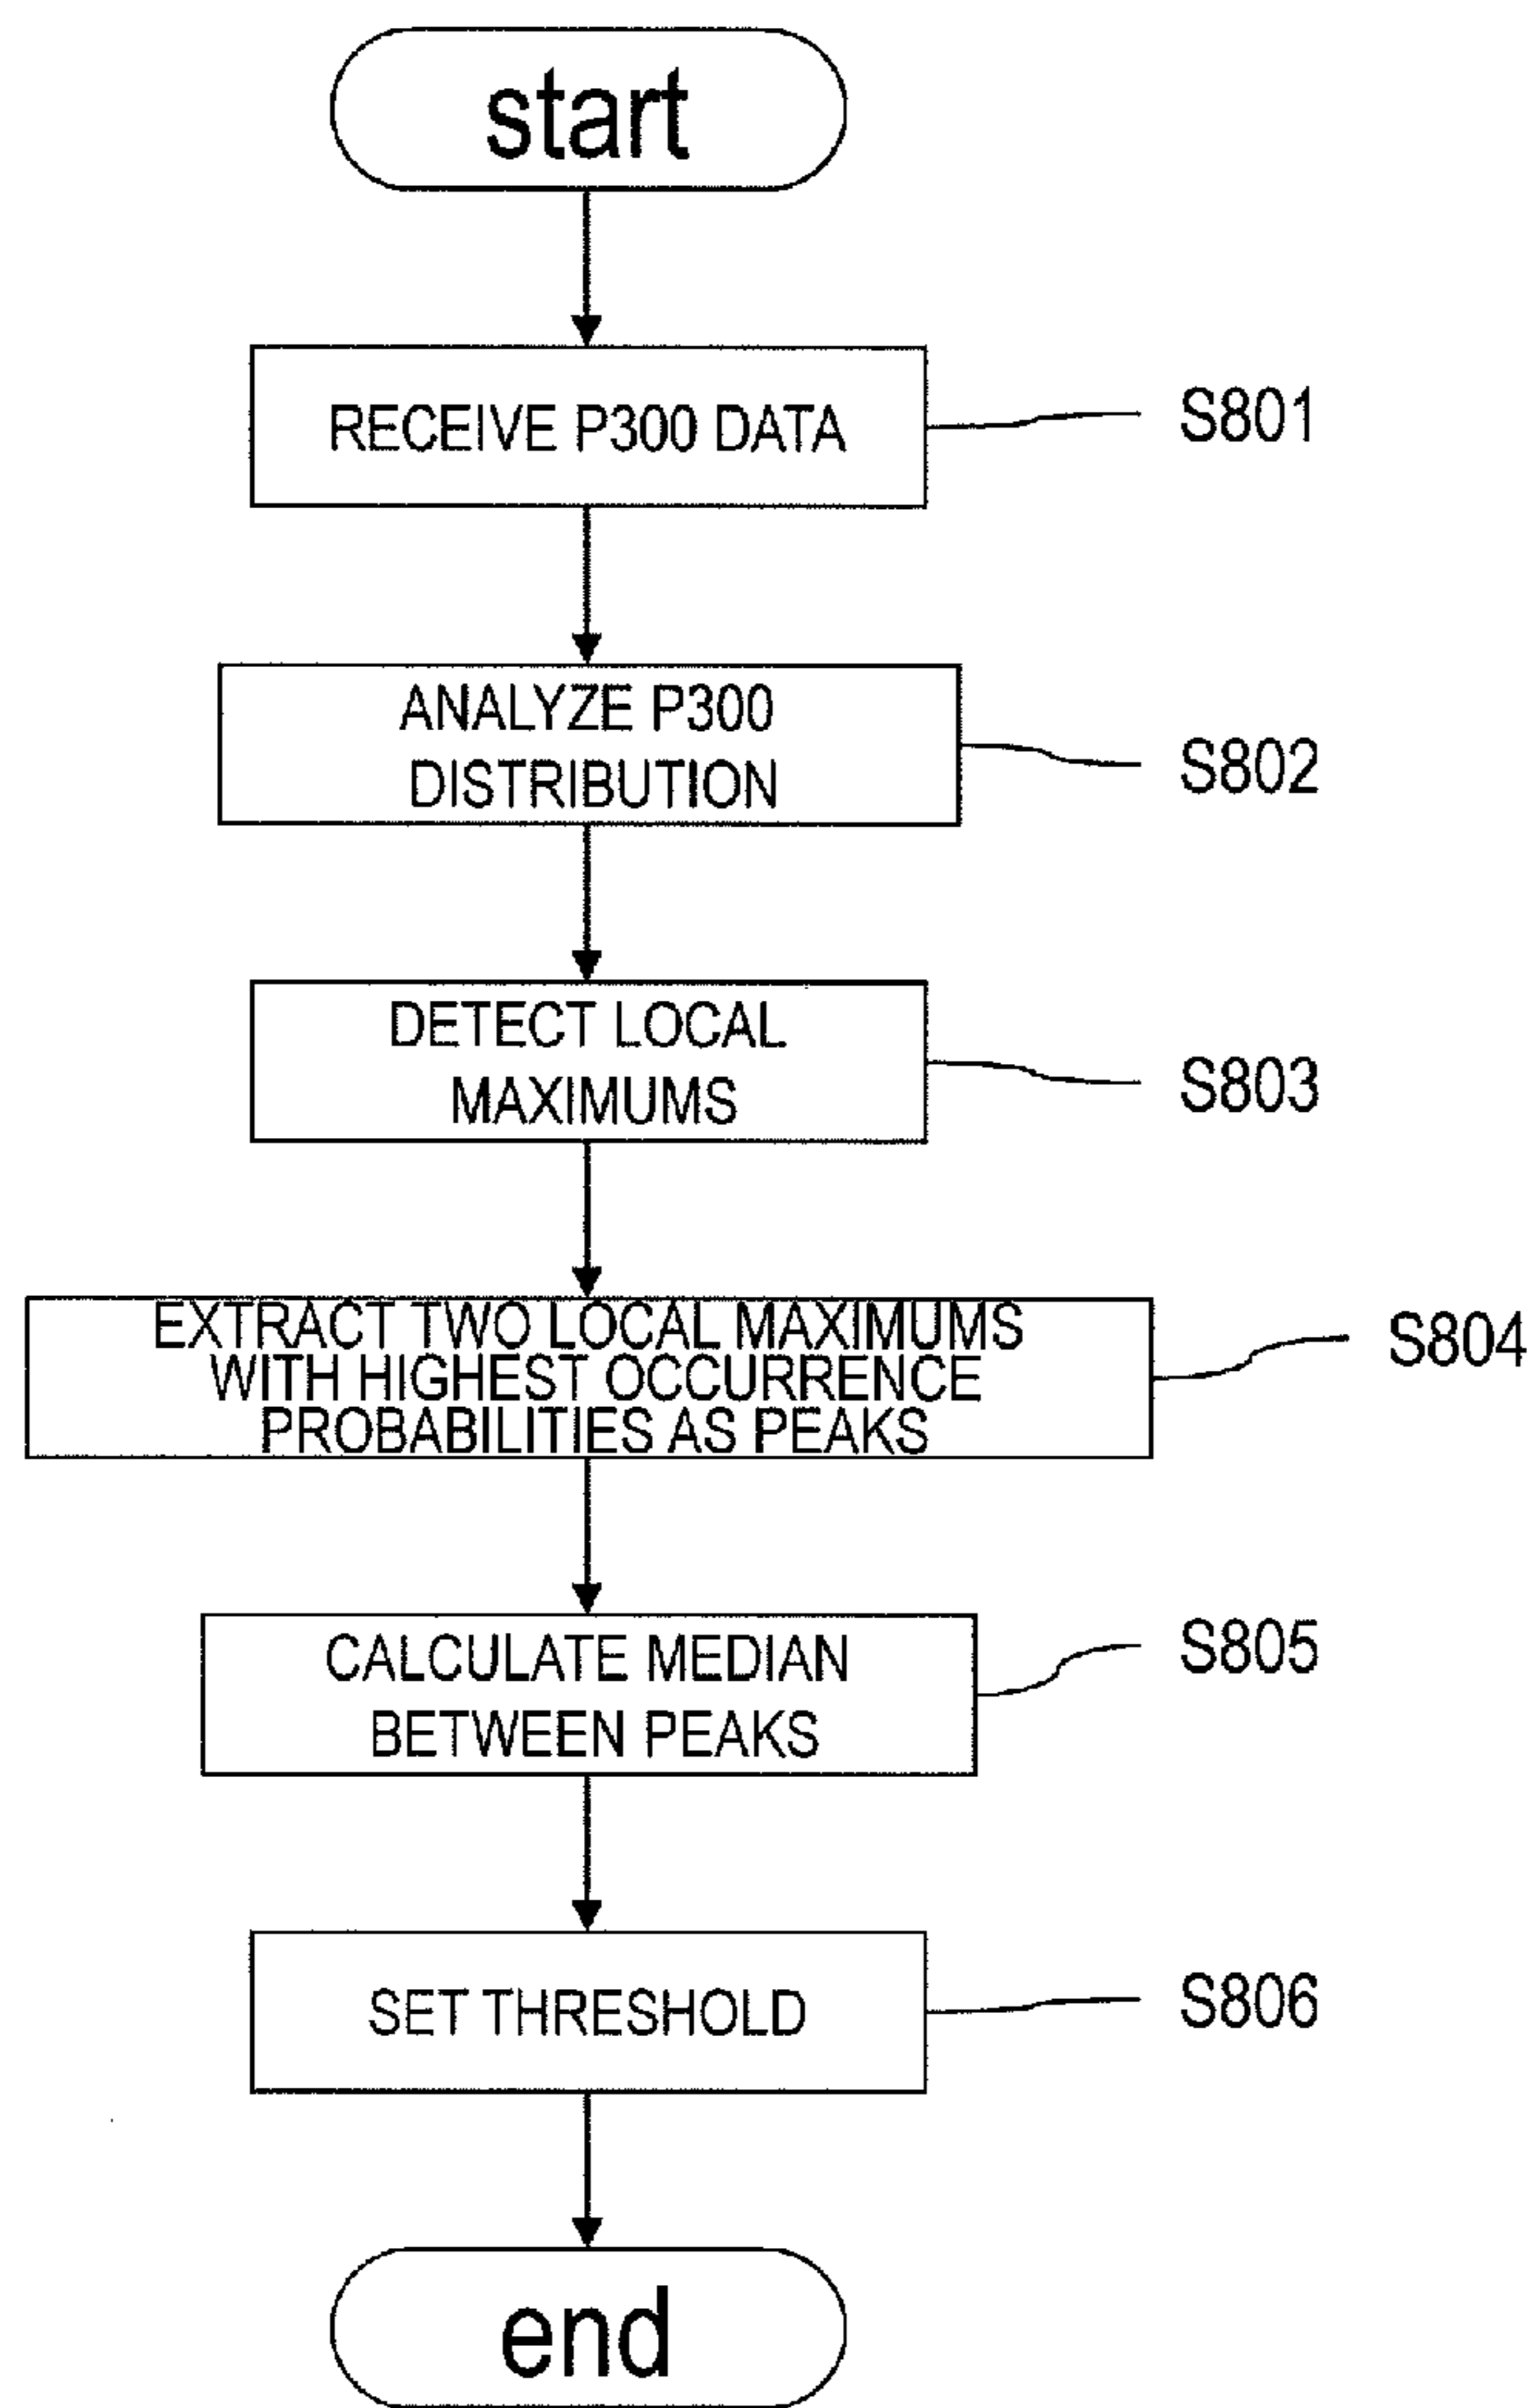 start
RECEIVE P300 DATA
S801
ANALYZE P300
DISTRIBUTION
S802
DETECT LOCAL
MAXIMUMS
S803
EXTRACT TWO LOCAL MAXIMUMS
WITH HIGHEST OCCURRENCE
PROBABILITIES AS PEAKS
S804
CALCULATE MEDIAN
BETWEEN PEAKS
S805
SET THRESHOLD
S806
end